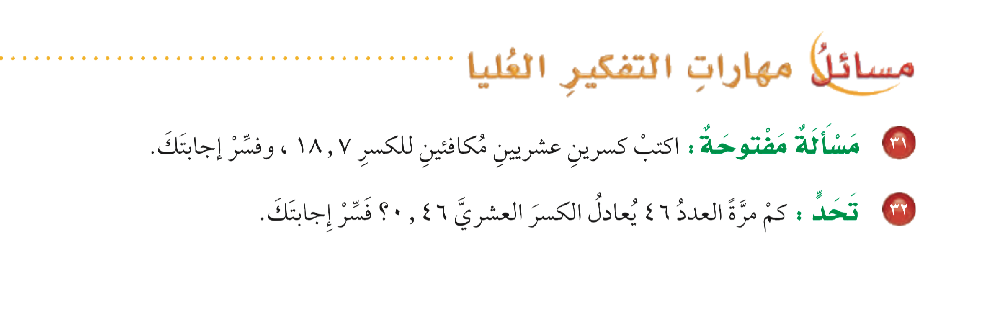 مسائلُ مهاراتِ التفكيرِ العُليا
٣١ مَسْأَلَةٌ مَفْتوحَةٌ: اكتبْ كسرينِ عشريينِ مُكافئينِ للكسرِ ١٨,٧ ، وفسِّرْ إجابتَكَ.
٣٢ تَحَدٍّ: كمْ مرَّةً العددُ ٤٦ يُعادلُ الكسرَ العشريَّ ٠,٤٦؟ فَسِّرْ إِجابتَكَ.